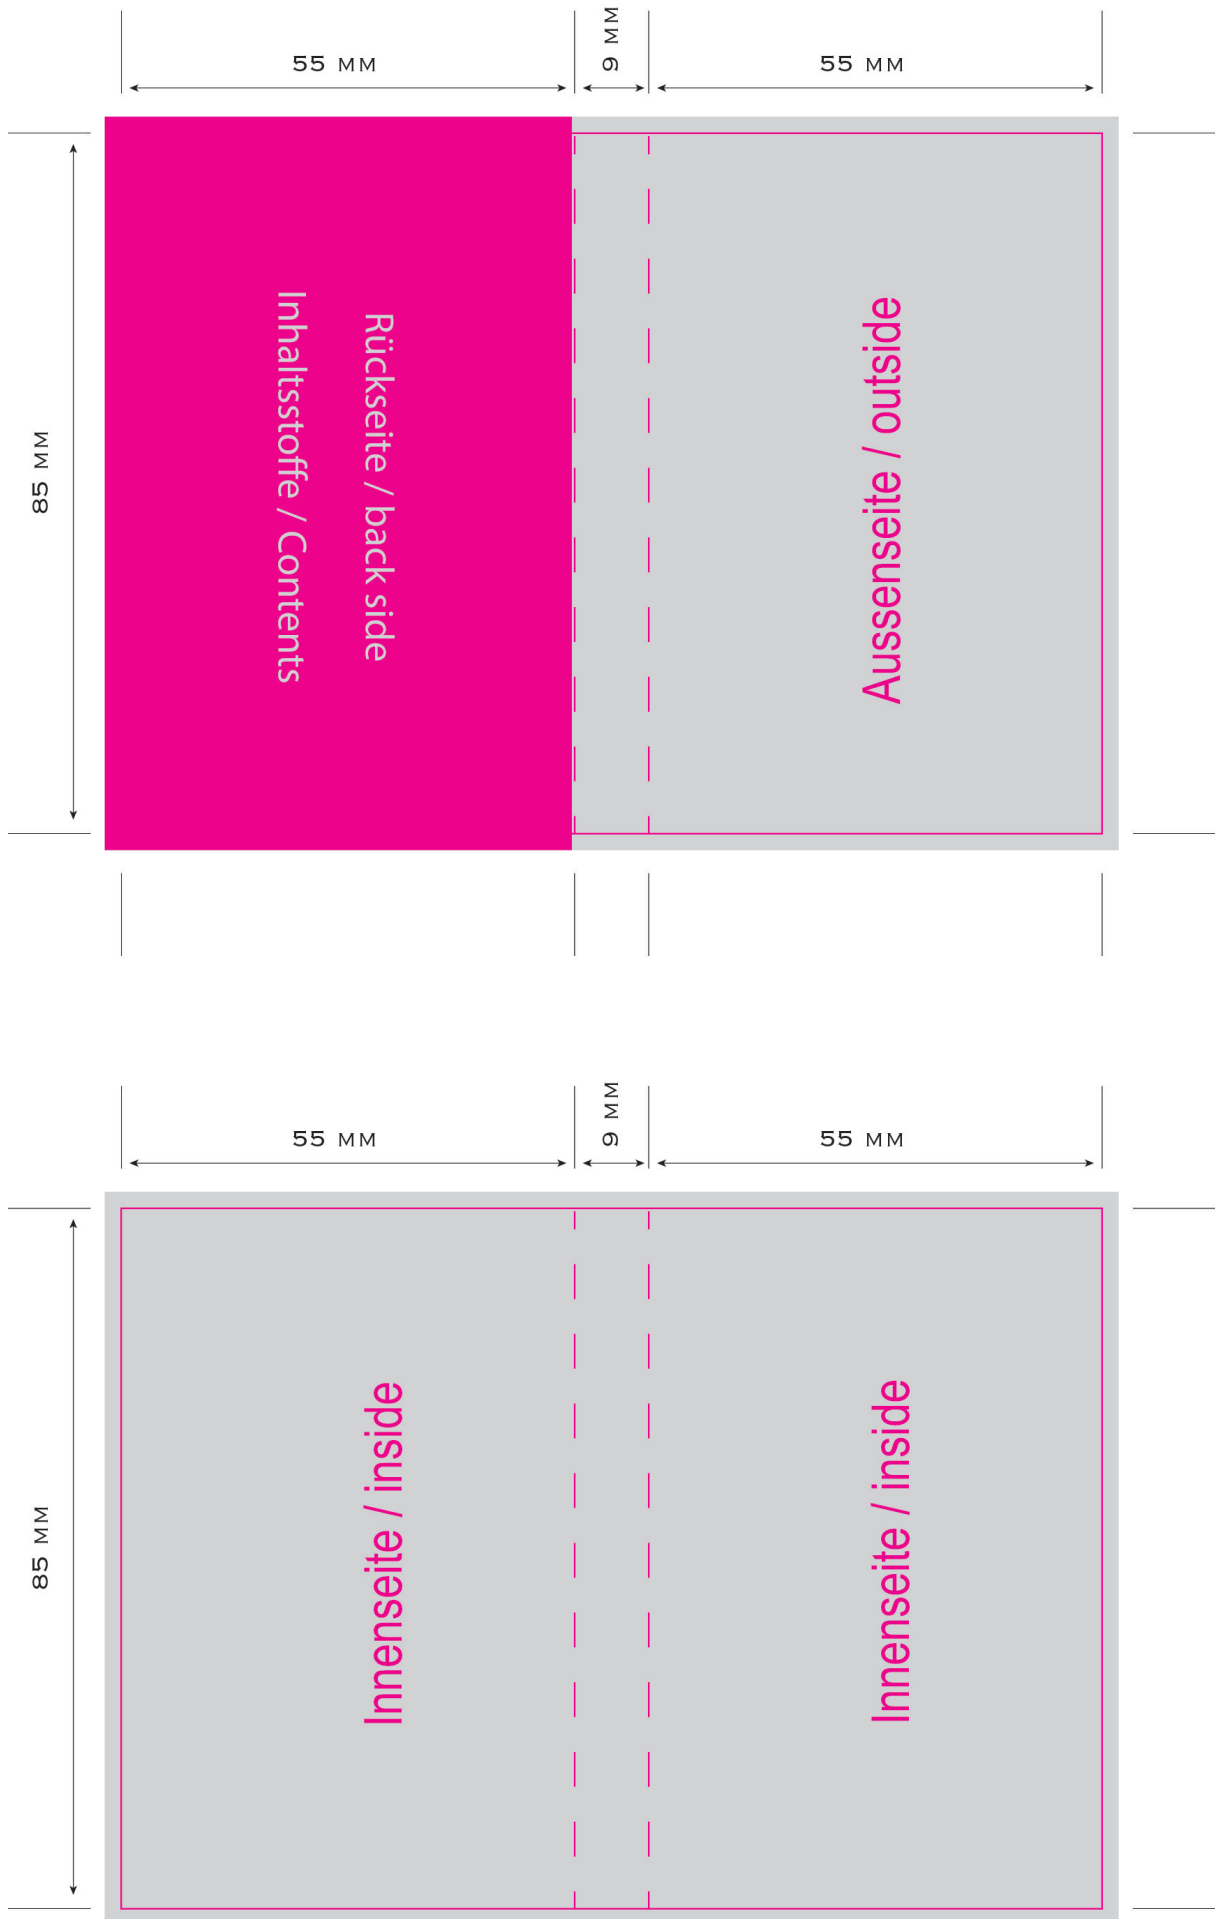 55 MM
9 MM
55 MM
85 MM
Rückseite / back side
Inhaltsstoffe / Contents
Aussenseite / outside
55 MM
9 MM
55 MM
85 MM
Innenseite / inside
Innenseite / inside